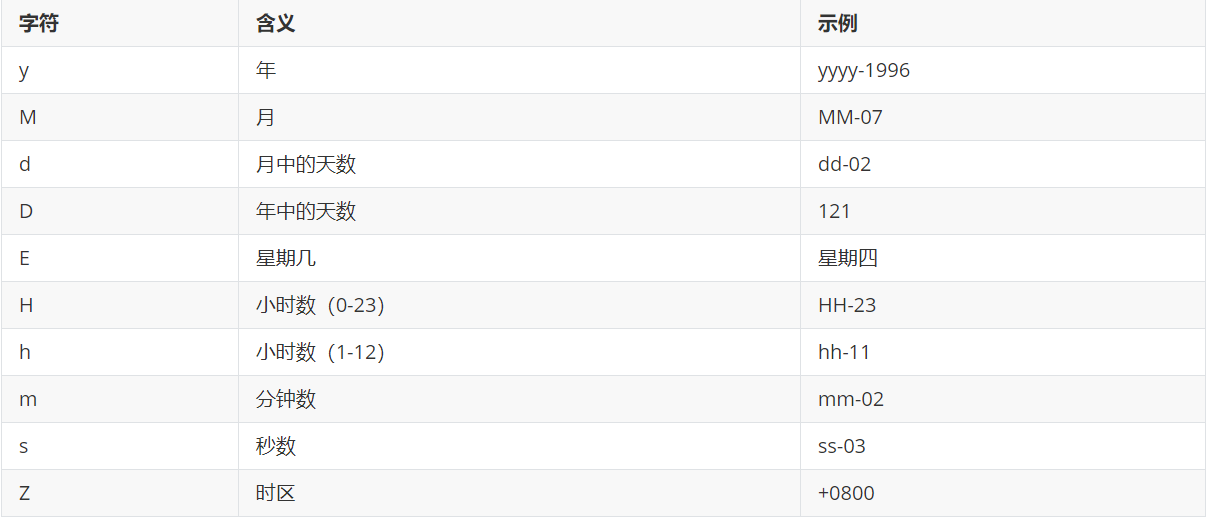 字符 含义 示例
y 年 yyyy-1996
M 月 MM-07
d 月中的天数 dd-02
D 年中的天数 121
E 星期几 星期四
H 小时数（0-23） HH-23
h 小时数（1-12） hh-11
m 分钟数 mm-02
s 秒数 ss-03
Z 时区 +0800